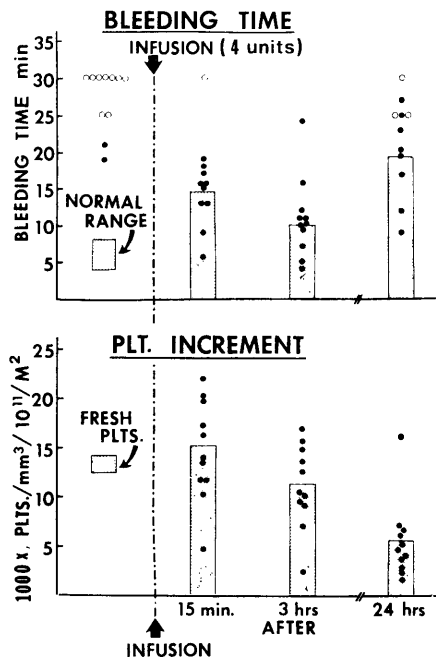 BLEEDING TIME
INFUSION (4 units)
BLEEDING TIME min
35
30
25
20
15
10
5
NORMAL
RANGE
PLT. INCREMENT
1000 x, PLTS./mm³/10¹¹/M²
25
20
15
10
5
FRESH
PLTS.
15 min.
3 hrs
24 hrs
AFTER
INFUSION